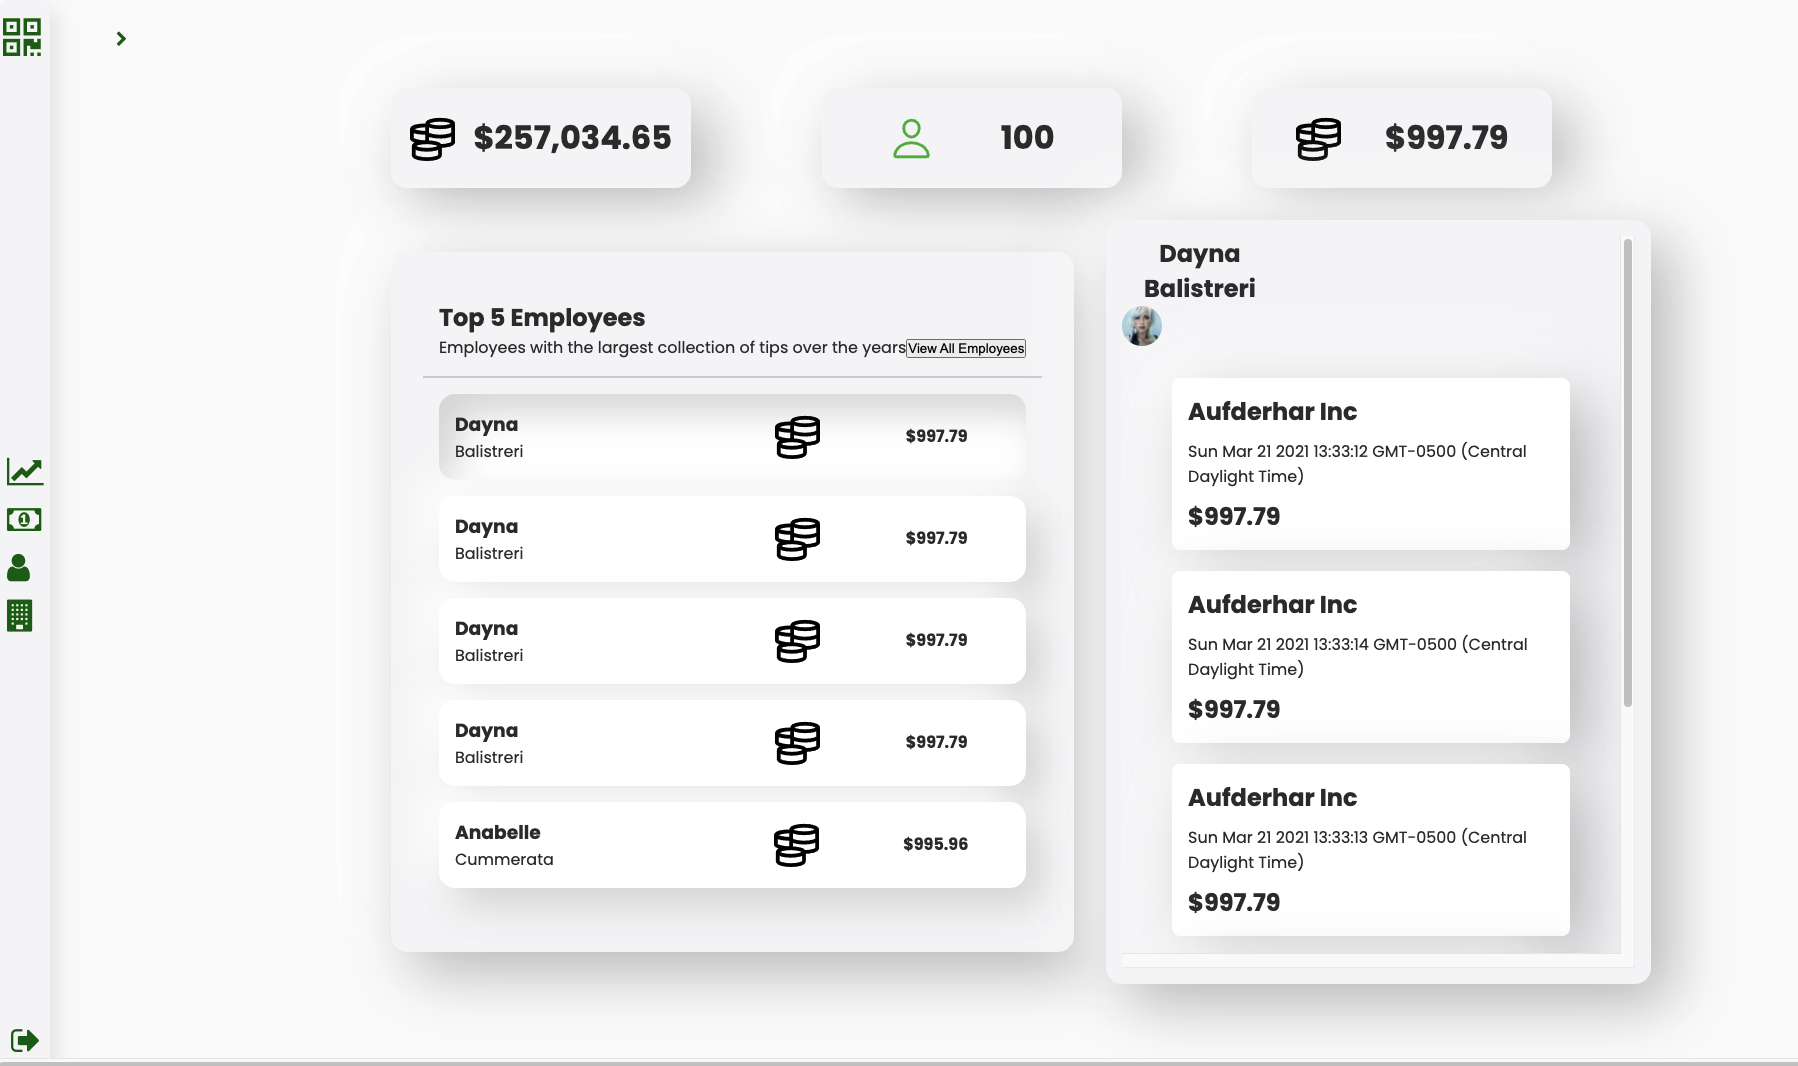 $257,034.65
100
$997.79
Top 5 Employees
Employees with the largest collection of tips over the years
View All Employees
Dayna
Balistreri
$997.79
Dayna
Balistreri
$997.79
Dayna
Balistreri
$997.79
Dayna
Balistreri
$997.79
Anabelle
Cummerata
$995.96
Dayna
Balistreri
Aufderhar Inc
Sun Mar 21 2021 13:33:12 GMT-0500 (Central
Daylight Time)
$997.79
Aufderhar Inc
Sun Mar 21 2021 13:33:14 GMT-0500 (Central
Daylight Time)
$997.79
Aufderhar Inc
Sun Mar 21 2021 13:33:13 GMT-0500 (Central
Daylight Time)
$997.79